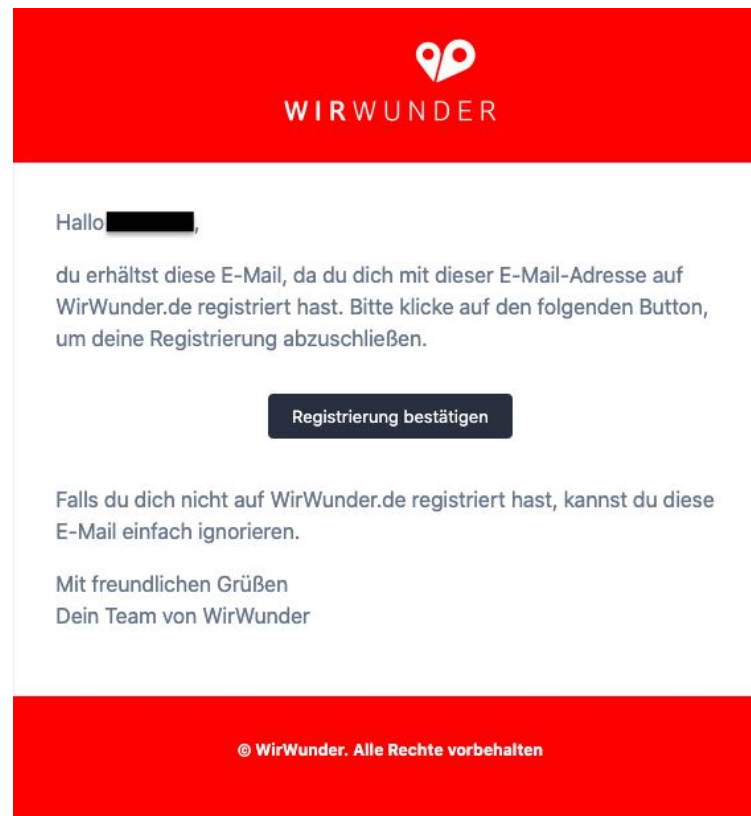 WIRWUNDER
Hallo ,
du erhältst diese E-Mail, da du dich mit dieser E-Mail-Adresse auf
WirWunder.de registriert hast. Bitte klicke auf den folgenden Button,
um deine Registrierung abzuschließen.
Registrierung bestätigen
Falls du dich nicht auf WirWunder.de registriert hast, kannst du diese
E-Mail einfach ignorieren.
Mit freundlichen Grüßen
Dein Team von WirWunder
© WirWunder. Alle Rechte vorbehalten